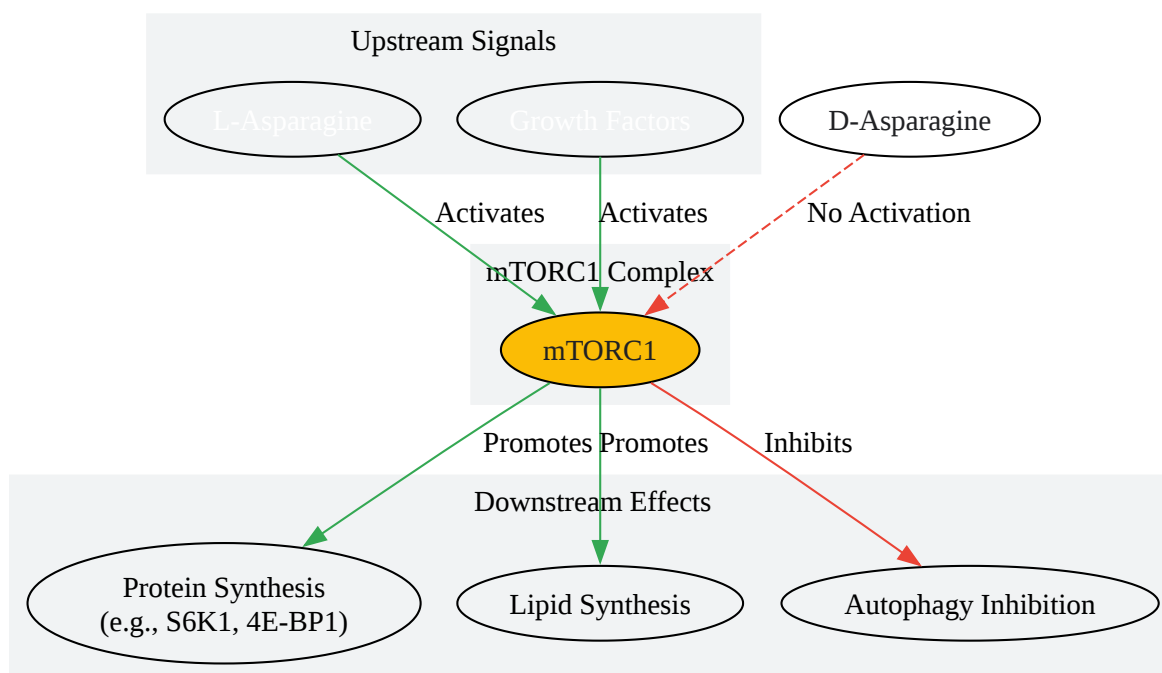 Upstream Signals
L-Asparagine
Growth Factors
D-Asparagine
Activates
Activates
No Activation
mTORC1 Complex
mTORC1
Promotes
Promotes
Inhibits
Downstream Effects
Protein Synthesis
(e.g., S6K1, 4E-BP1)
Lipid Synthesis
Autophagy Inhibition